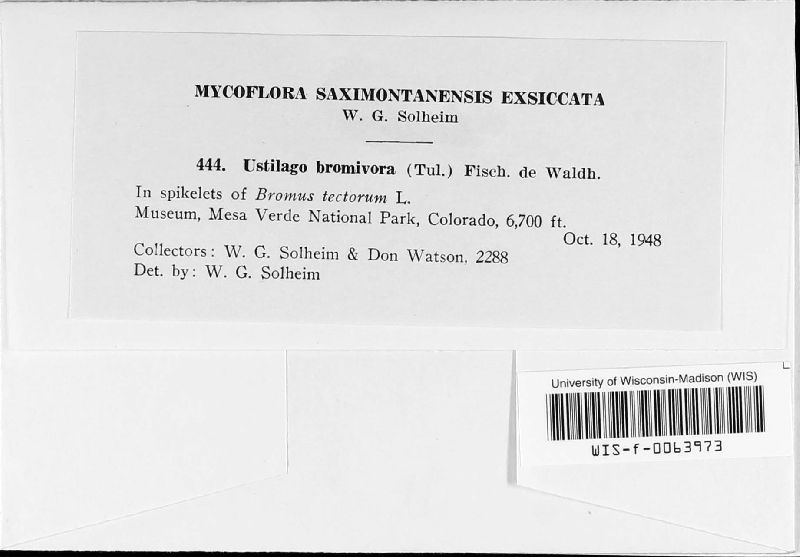 MYCOFLORA SAXIMONTANENSIS EXSICCATA
W. G. Solheim
444. Ustilago bromivora (Tul.) Fisch. de Waldh.
In spikelets of Bromus tectorum L.
Museum, Mesa Verde National Park, Colorado, 6,700 ft.
Oct. 18, 1948
Collectors: W. G. Solheim & Don Watson, 2288
Det. by: W. G. Solheim
University of Wisconsin-Madison (WIS)
WIS-f-0063973